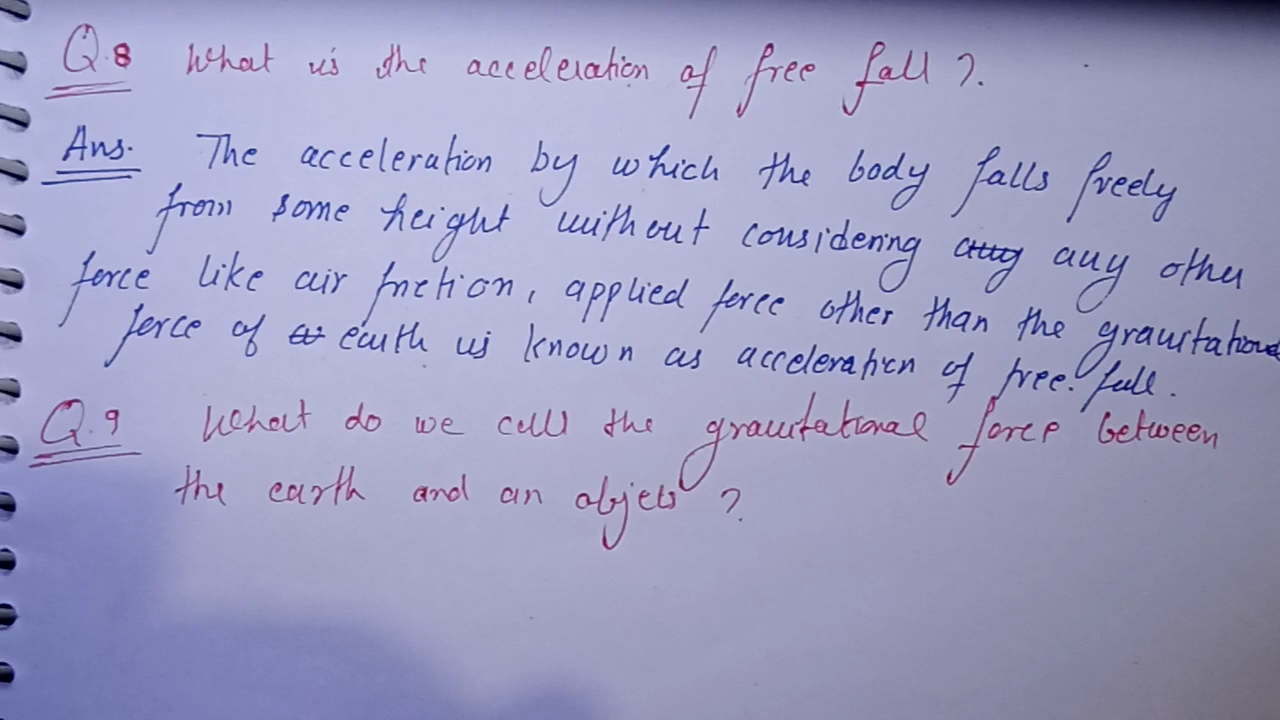 Q.8 What is the acceleration of free fall ?.
Ans. The acceleration by which the body falls freely
from some height without considering any any other
force like air friction, applied force other than the gravitational
force of earth is known as acceleration of free fall.
Q.9 What do we call the gravitational force between
the earth and an objets ?